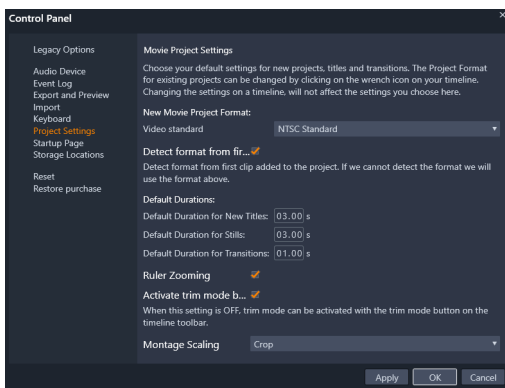 Control Panel
Legacy Options
Audio Device
Event Log
Export and Preview
Import
Keyboard
Project Settings
Startup Page
Storage Locations
Reset
Restore purchase
Movie Project Settings
Choose your default settings for new projects, titles and transitions. The Project Format
for existing projects can be changed by clicking on the wrench icon on your timeline.
Changing the settings on a timeline, will not affect the settings you choose here.
New Movie Project Format:
Video standard NTSC Standard
Detect format from fir...
Detect format from first clip added to the project. If we cannot detect the format we will
use the format above.
Default Durations:
Default Duration for New Titles: 03.00 s
Default Duration for Stills: 03.00 s
Default Duration for Transitions: 01.00 s
Ruler Zooming
Activate trim mode b...
When this setting is OFF, trim mode can be activated with the trim mode button on the
timeline toolbar.
Montage Scaling Crop
Apply OK Cancel